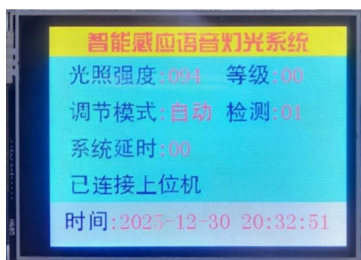 智能感应语音灯光系统
光照强度:094 等级:00
调节模式:自动 检测:01
系统延时:00
已连接上位机
时间:2025-12-30 20:32:51